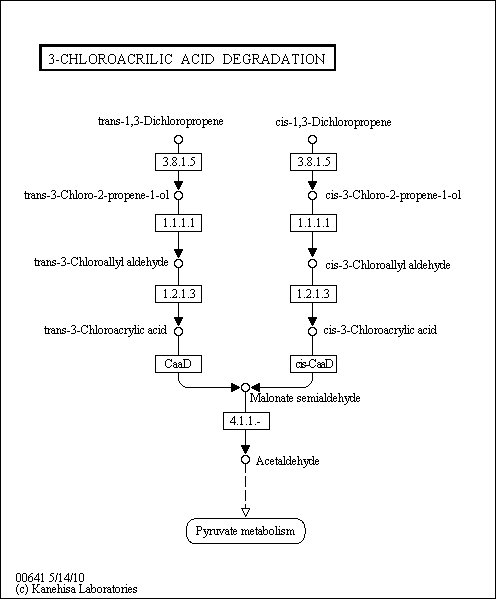 3-CHLOROACRILIC ACID DEGRADATION
trans-1,3-Dichloropropene
cis-1,3-Dichloropropene
3.8.1.5
3.8.1.5
trans-3-Chloro-2-propene-1-ol
cis-3-Chloro-2-propene-1-ol
1.1.1.1
1.1.1.1
trans-3-Chloroallyl aldehyde
cis-3-Chloroallyl aldehyde
1.2.1.3
1.2.1.3
trans-3-Chloroacrylic acid
cis-3-Chloroacrylic acid
CaaD
cis-CaaD
Malonate semialdehyde
4.1.1.-
Acetaldehyde
Pyruvate metabolism
00641 5/14/10
(c) Kanehisa Laboratories